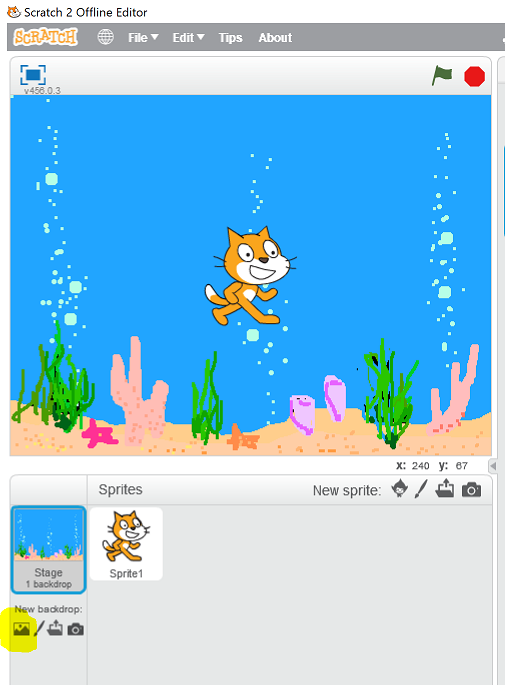 Scratch 2 Offline Editor
SCRATCH File Edit Tips About
v456.0.3
x: 240 y: 67
Sprites New sprite:
Stage
1 backdrop
Sprite1
New backdrop: